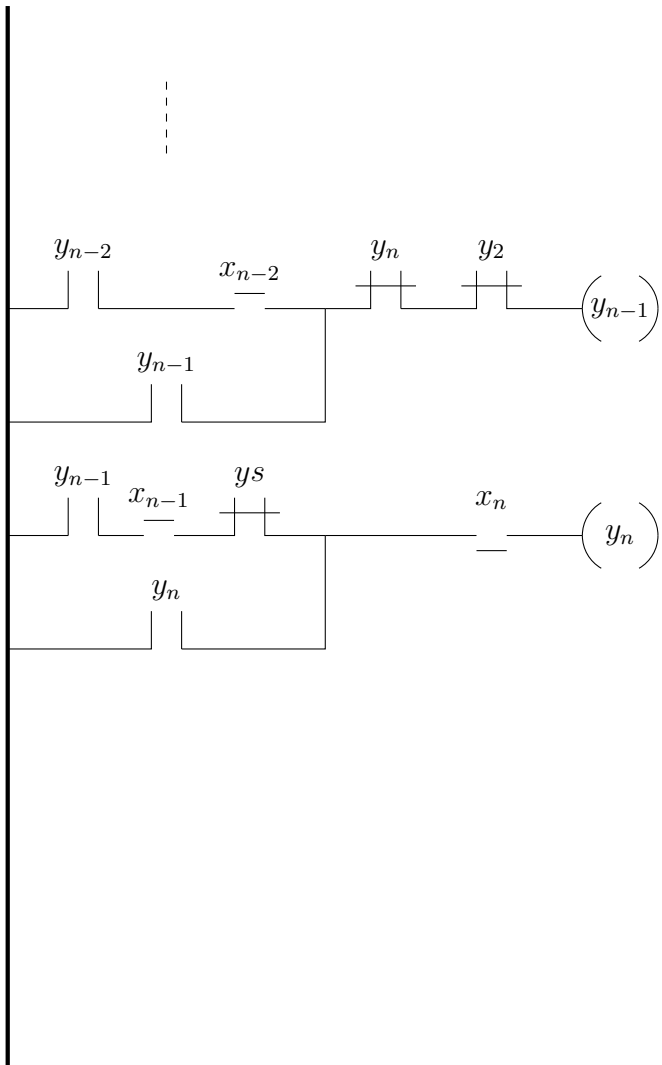 y_{n-2} x_{n-2} y_n y_2 y_{n-1}
y_{n-1}
y_{n-1} x_{n-1} ys x_n y_n
y_n